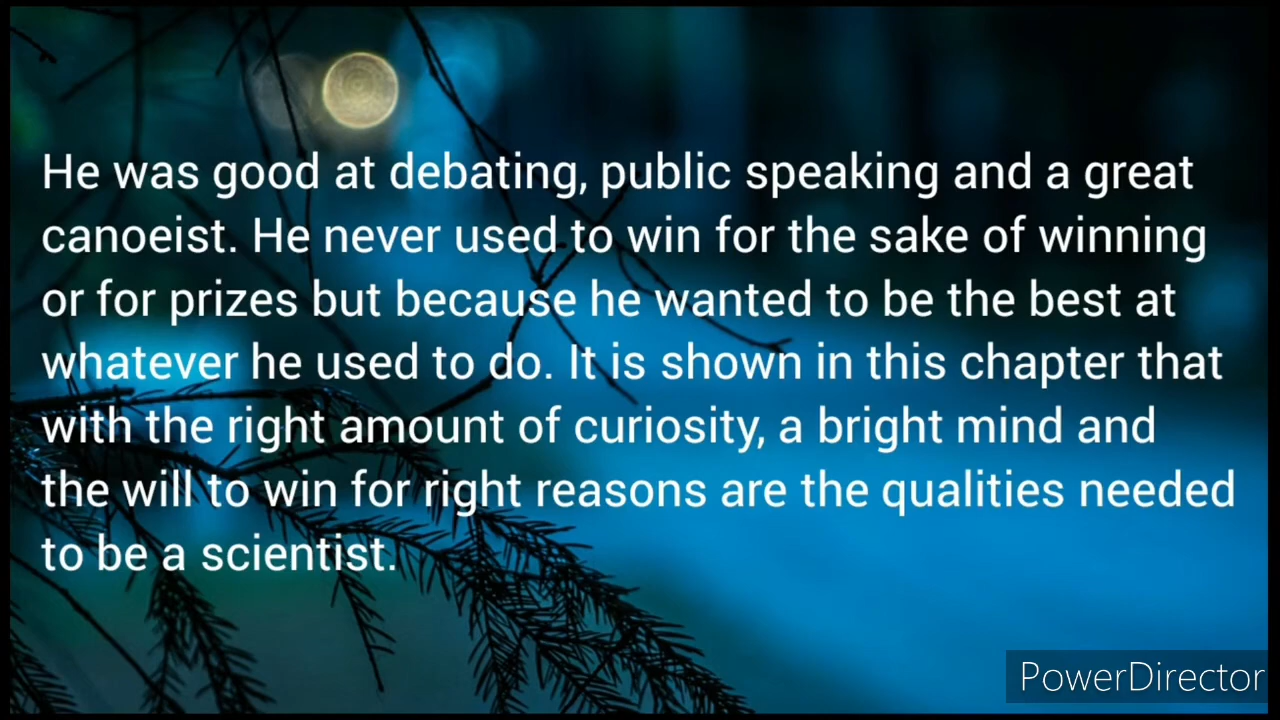 He was good at debating, public speaking and a great
canoeist. He never used to win for the sake of winning
or for prizes but because he wanted to be the best at
whatever he used to do. It is shown in this chapter that
with the right amount of curiosity, a bright mind and
the will to win for right reasons are the qualities needed
to be a scientist.
PowerDirector